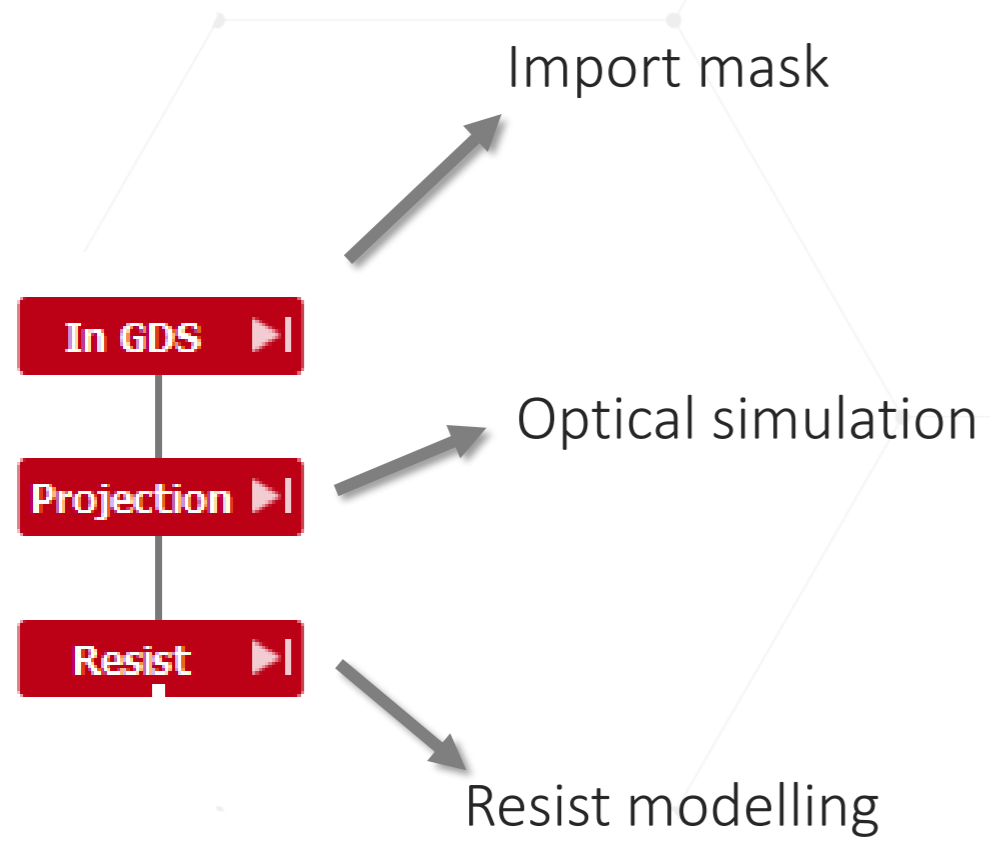 Import mask
In GDS
Optical simulation
Projection
Resist
Resist modelling